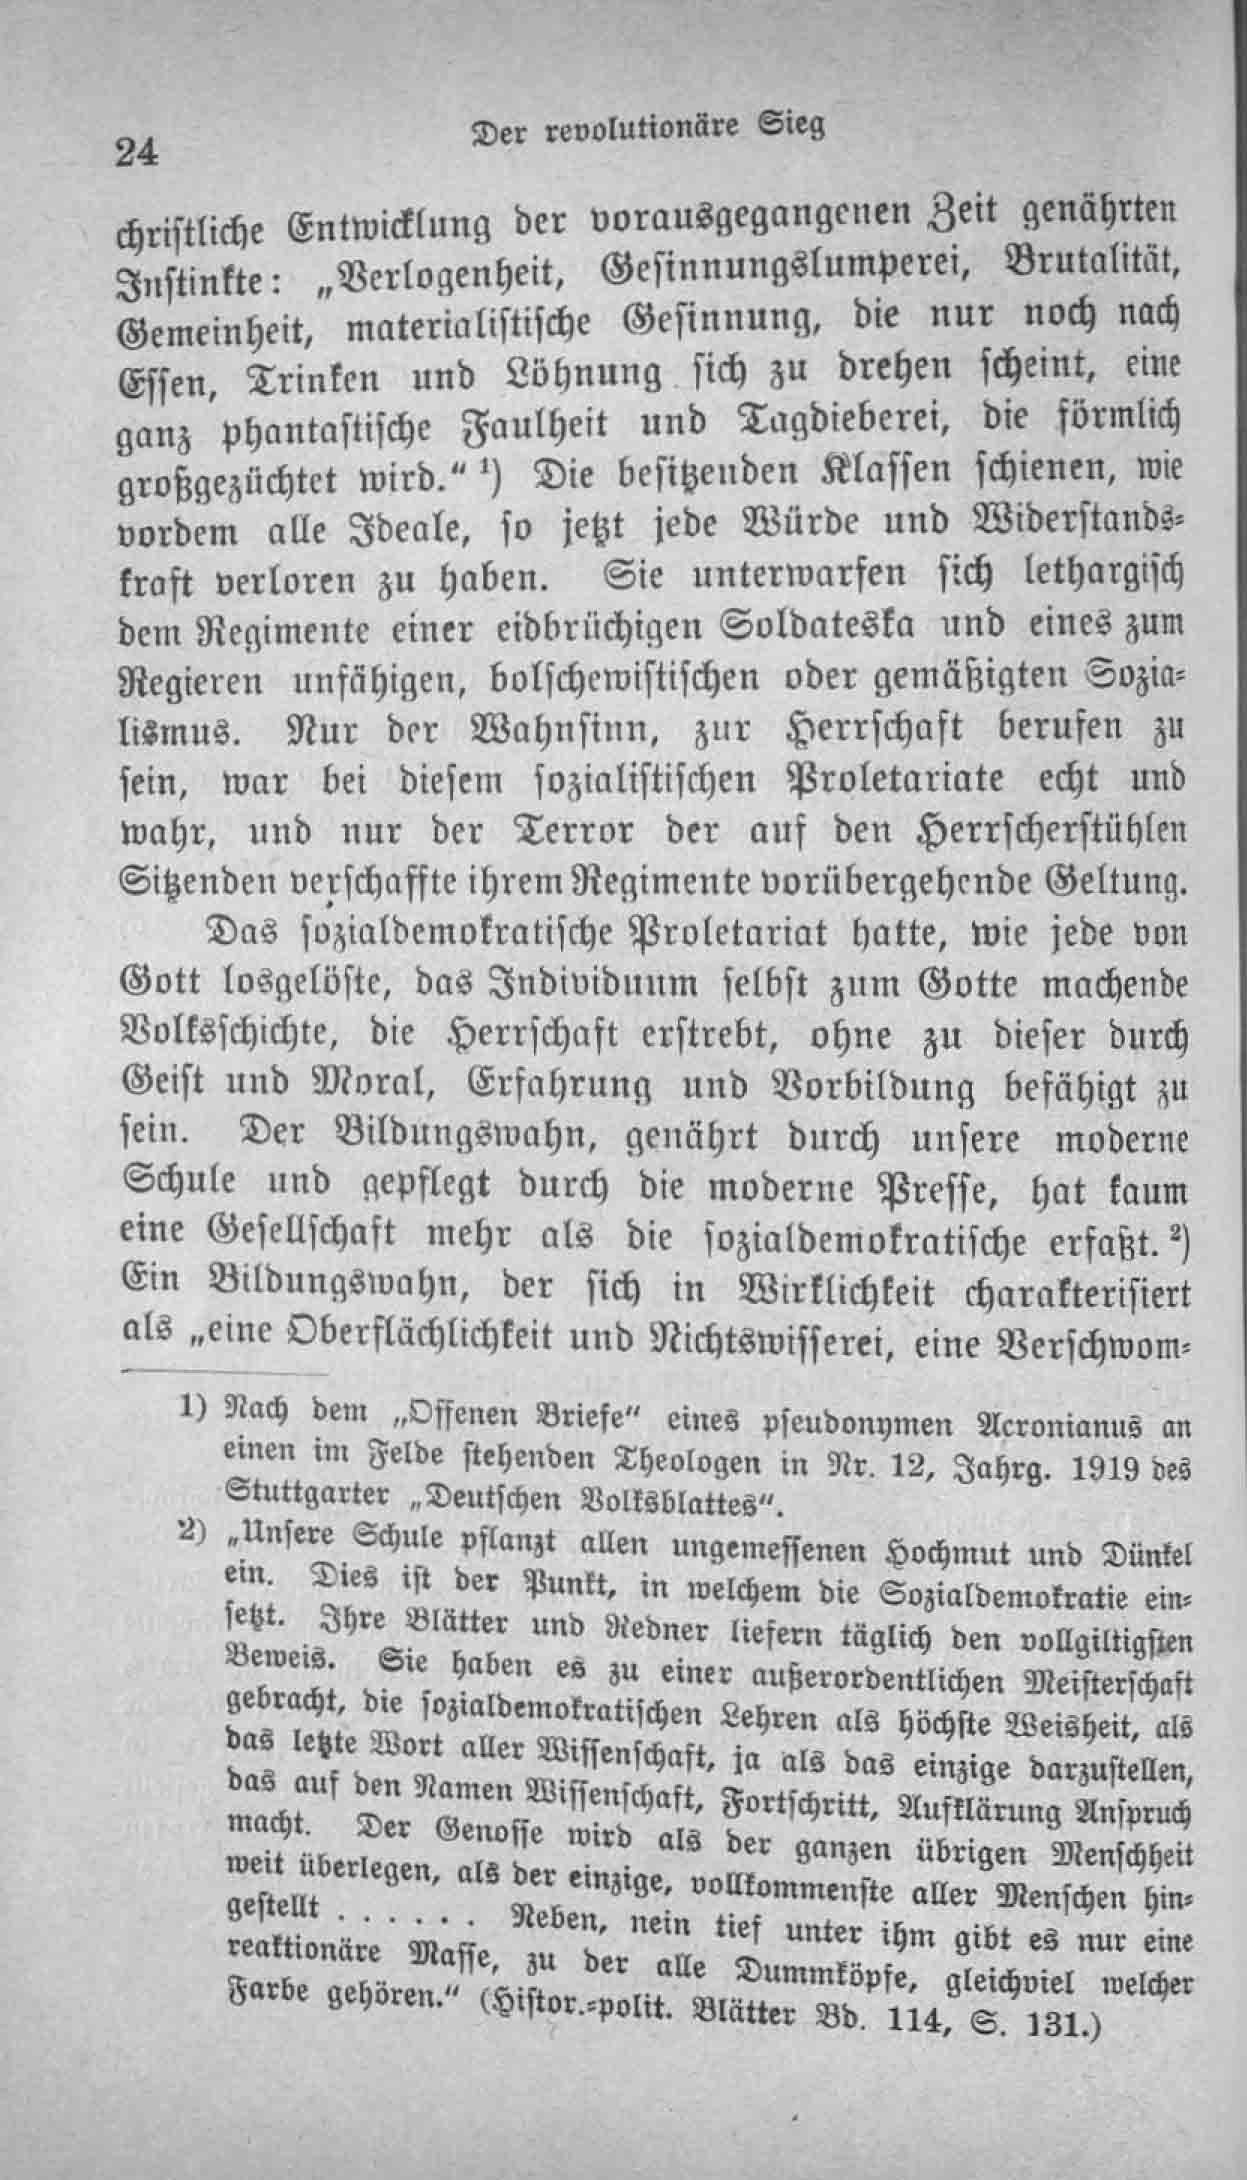 24
Der revolutionäre Sieg
christliche Entwicklung der vorausgegangenen Zeit genährten
Instinkte: „Verlogenheit, Gesinnungslumperei, Brutalität,
Gemeinheit, materialistische Gesinnung, die nur noch nach
Essen, Trinken und Löhnung sich zu drehen scheint, eine
ganz phantastische Faulheit und Tagdieberei, die förmlich
großgezüchtet wird.“ ¹) Die besitzenden Klassen schienen, wie
vordem alle Ideale, so jetzt jede Würde und Widerstands-
kraft verloren zu haben. Sie unterwarfen sich lethargisch
dem Regimente einer eidbrüchigen Soldateska und eines zum
Regieren unfähigen, bolschewistischen oder gemäßigten Sozia-
lismus. Nur der Wahnsinn, zur Herrschaft berufen zu
sein, war bei diesem sozialistischen Proletariate echt und
wahr, und nur der Terror der auf den Herrscherstühlen
Sitzenden verschaffte ihrem Regimente vorübergehende Geltung.
Das sozialdemokratische Proletariat hatte, wie jede von
Gott losgelöste, das Individuum selbst zum Gotte machende
Volksschichte, die Herrschaft erstrebt, ohne zu dieser durch
Geist und Moral, Erfahrung und Vorbildung befähigt zu
sein. Der Bildungswahn, genährt durch unsere moderne
Schule und gepflegt durch die moderne Presse, hat kaum
eine Gesellschaft mehr als die sozialdemokratische erfaßt. ²)
Ein Bildungswahn, der sich in Wirklichkeit charakterisiert
als „eine Oberflächlichkeit und Nichtswisserei, eine Verschwom-
1) Nach dem „Offenen Briefe“ eines pseudonymen Acronianus an
einen im Felde stehenden Theologen in Nr. 12, Jahrg. 1919 des
Stuttgarter „Deutschen Volksblattes“.
2) „Unsere Schule pflanzt allen ungemessenen Hochmut und Dünkel
ein. Dies ist der Punkt, in welchem die Sozialdemokratie ein-
setzt. Ihre Blätter und Redner liefern täglich den vollgiltigsten
Beweis. Sie haben es zu einer außerordentlichen Meisterschaft
gebracht, die sozialdemokratischen Lehren als höchste Weisheit, als
das letzte Wort aller Wissenschaft, ja als das einzige darzustellen,
das auf den Namen Wissenschaft, Fortschritt, Aufklärung Anspruch
macht. Der Genosse wird als der ganzen übrigen Menschheit
weit überlegen, als der einzige, vollkommenste aller Menschen hin-
gestellt . . . . . . Neben, nein tief unter ihm gibt es nur eine
reaktionäre Masse, zu der alle Dummköpfe, gleichviel welcher
Farbe gehören.“ (Histor.-polit. Blätter Bd. 114, S. 131.)